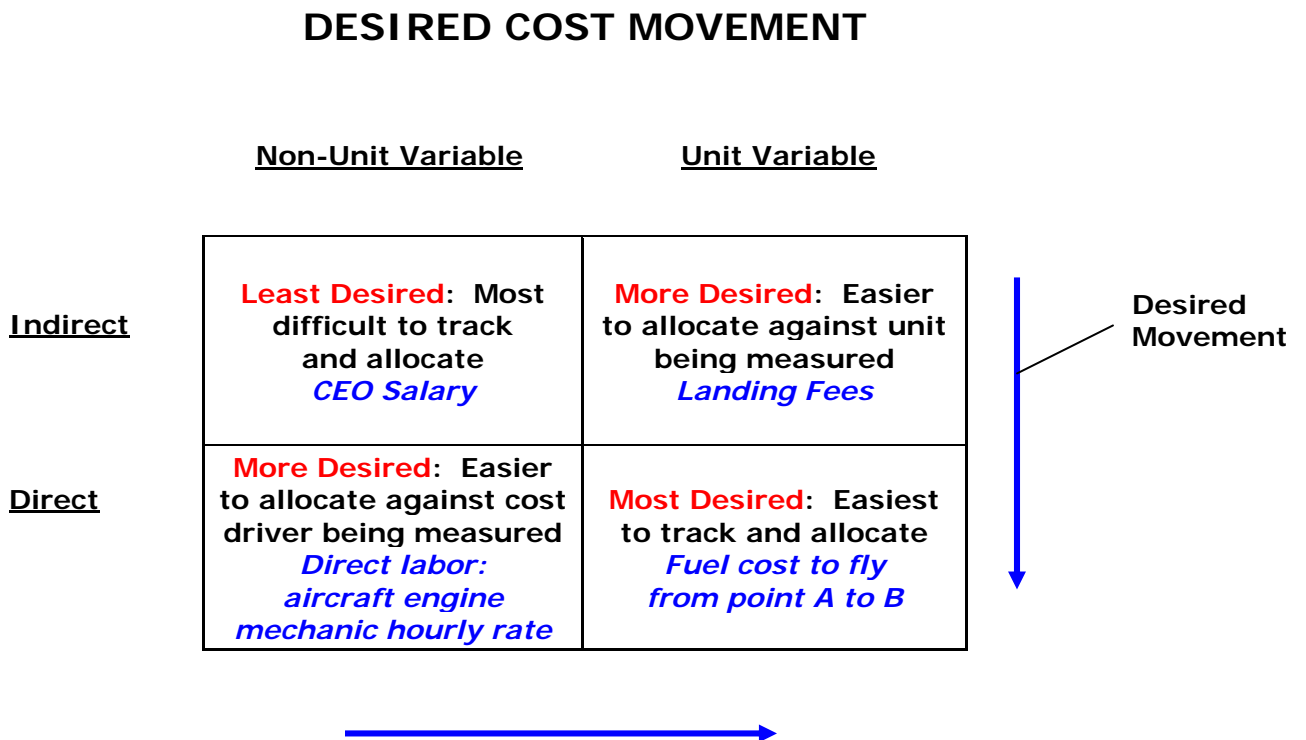 DESIRED COST MOVEMENT
Non-Unit Variable
Unit Variable
Indirect
Least Desired: Most
difficult to track
and allocate
CEO Salary
More Desired: Easier
to allocate against unit
being measured
Landing Fees
Desired
Movement
Direct
More Desired: Easier
to allocate against cost
driver being measured
Direct labor:
aircraft engine
mechanic hourly rate
Most Desired: Easiest
to track and allocate
Fuel cost to fly
from point A to B